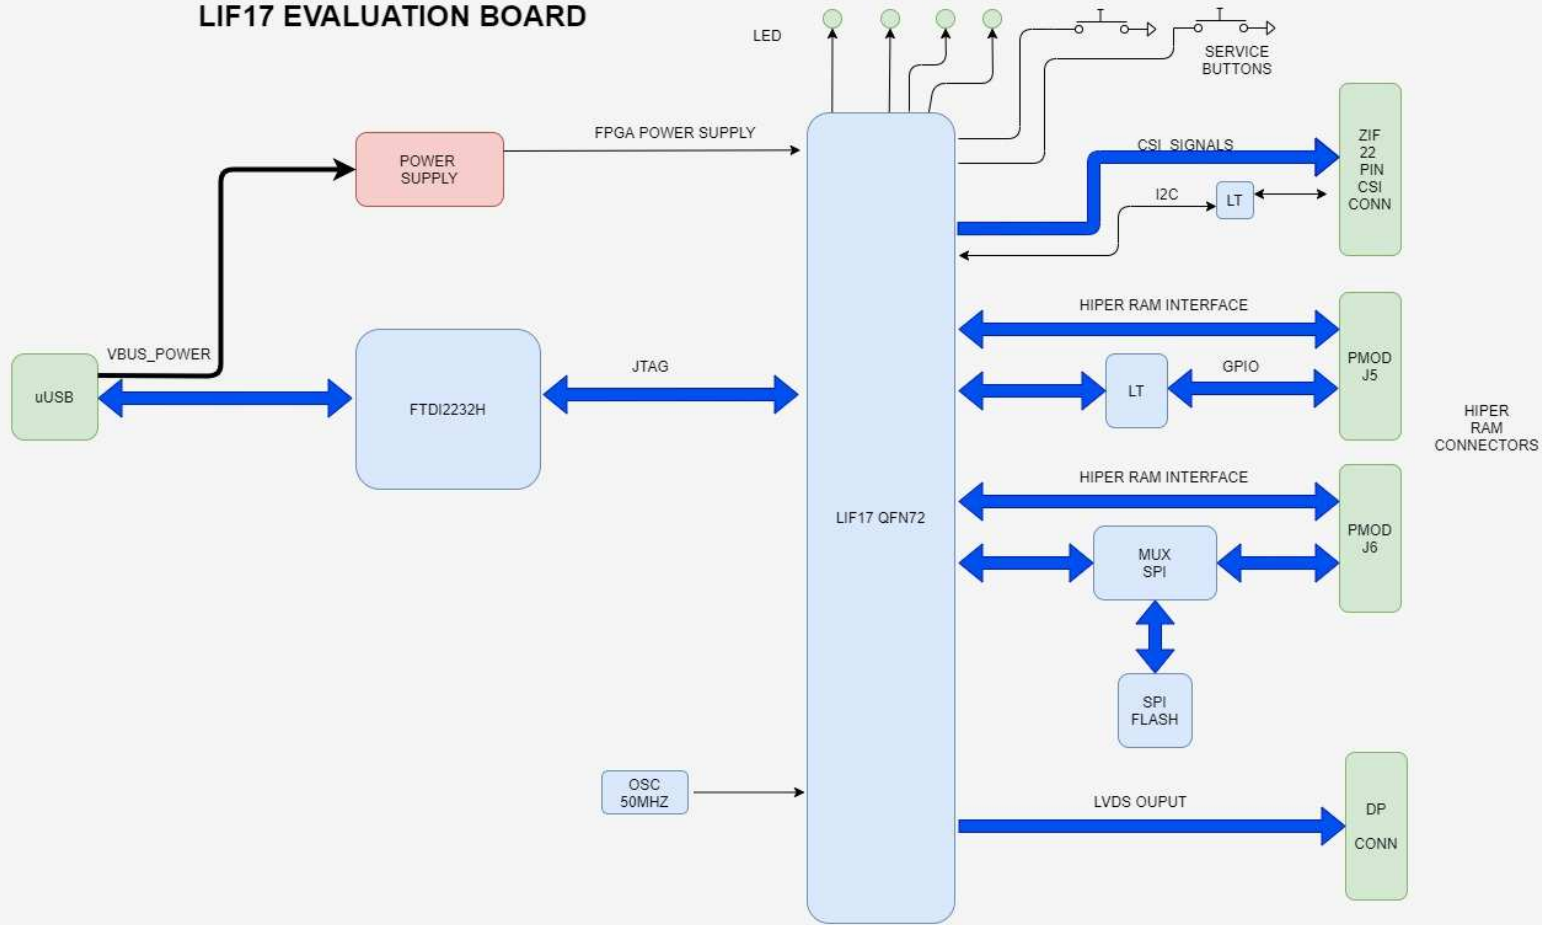 LIF17 EVALUATION BOARD
LED
SERVICE
BUTTONS
FPGA POWER SUPPLY
POWER
SUPPLY
CSI SIGNALS
ZIF
22
PIN
CSI
CONN
I2C
LT
VBUS_POWER
uUSB
FTDI2232H
JTAG
HIPER RAM INTERFACE
LT
GPIO
PMOD
J5
HIPER
RAM
CONNECTORS
LIF17 QFN72
HIPER RAM INTERFACE
MUX
SPI
PMOD
J6
SPI
FLASH
OSC
50MHZ
LVDS OUPUT
DP
CONN